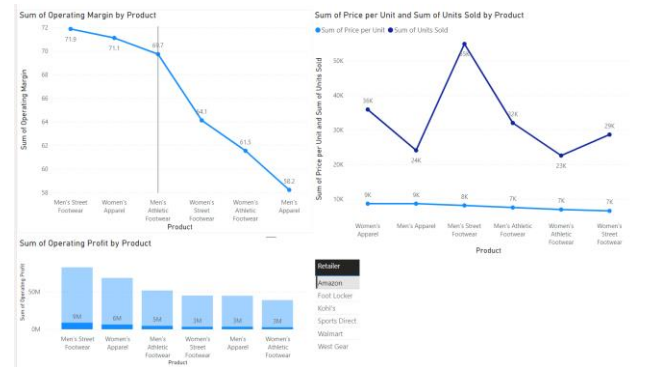 Sum of Operating Margin by Product
Sum of Operating Margin
72
70
68
66
64
62
60
58
71.9
71.1
69.7
64.1
61.5
58.2
Men's Street Footwear
Women's Apparel
Men's Athletic Footwear
Women's Street Footwear
Women's Athletic Footwear
Men's Apparel
Product
Sum of Price per Unit and Sum of Units Sold by Product
Sum of Price per Unit
Sum of Units Sold
Sum of Price per Unit and Sum of Units Sold
50K
40K
30K
20K
10K
36K
24K
32K
23K
29K
9K
9K
8K
7K
7K
7K
Women's Apparel
Men's Apparel
Men's Street Footwear
Men's Athletic Footwear
Women's Athletic Footwear
Women's Street Footwear
Product
Sum of Operating Profit by Product
Sum of Operating Profit
50M
0M
9M
6M
5M
3M
3M
3M
Men's Street Footwear
Women's Apparel
Men's Athletic Footwear
Women's Street Footwear
Men's Apparel
Women's Athletic Footwear
Product
Retailer
Amazon
Foot Locker
Kohl's
Sports Direct
Walmart
West Gear